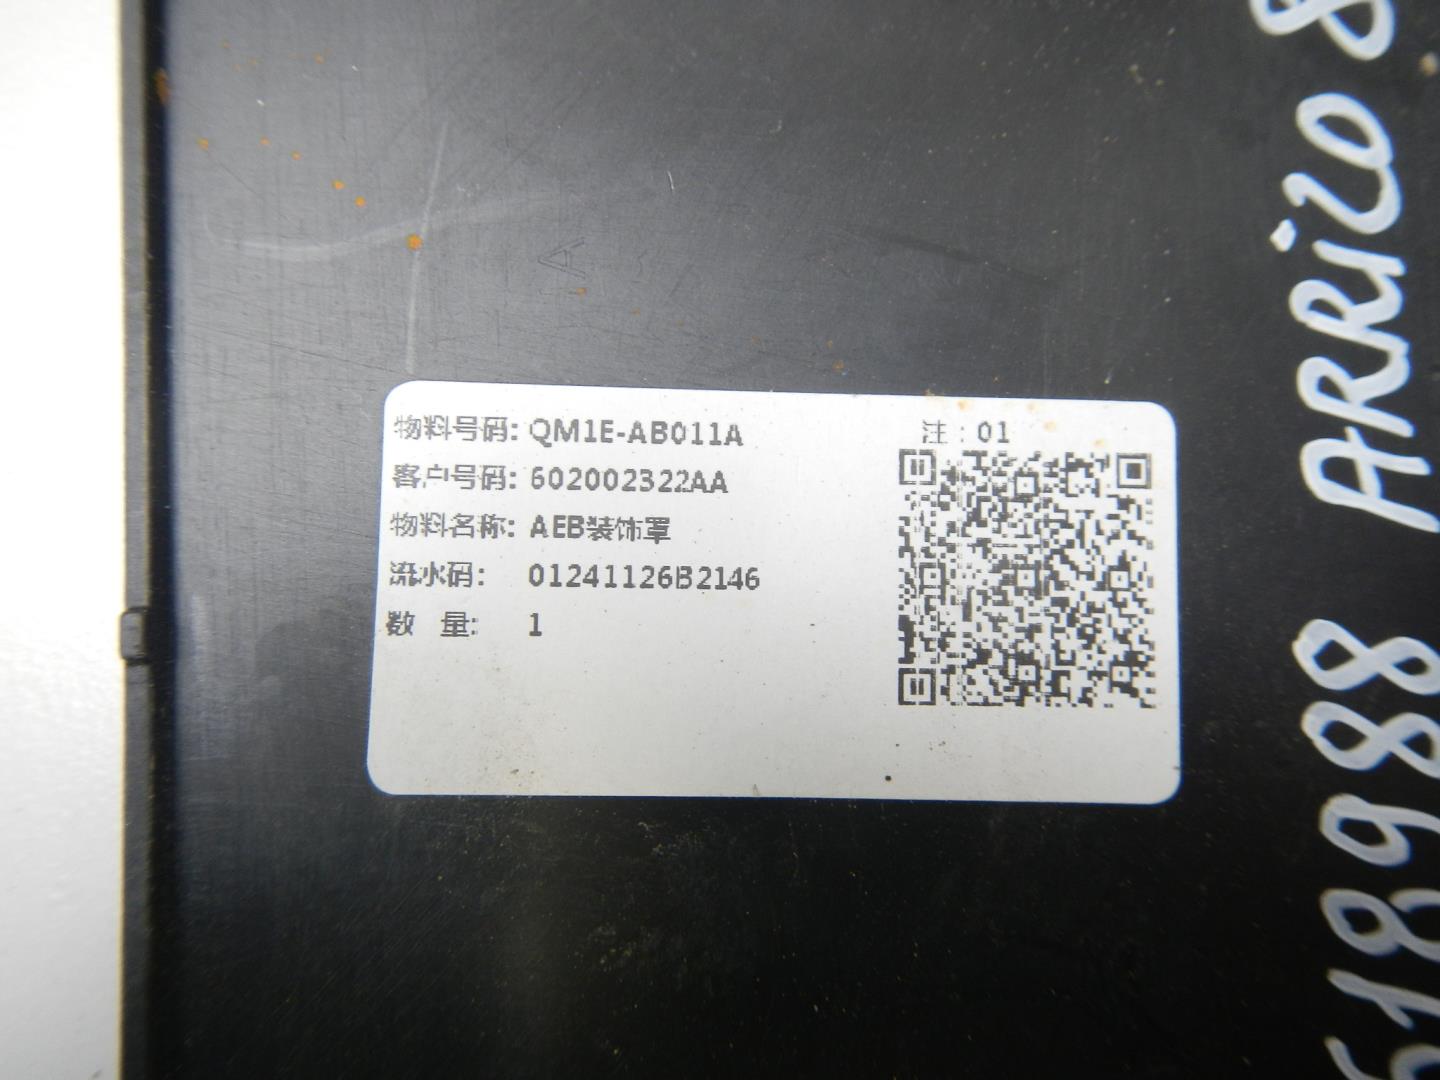 物料号码: QM1E-AB011A
注: 01
客户号码: 602002322AA
物料名称: AEB装饰罩
流水码: 01241126B2146
数 量: 1
ARRIZO 8
618988